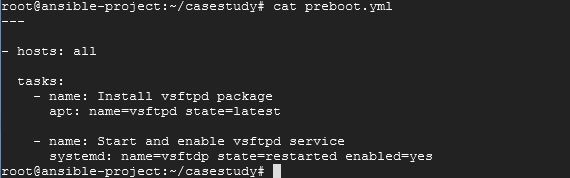 root@ansible-project:~/casestudy# cat preboot.yml
---
- hosts: all
tasks:
- name: Install vsftpd package
apt: name=vsftpd state=latest
- name: Start and enable vsftpd service
systemd: name=vsftdp state=restarted enabled=yes
root@ansible-project:~/casestudy#